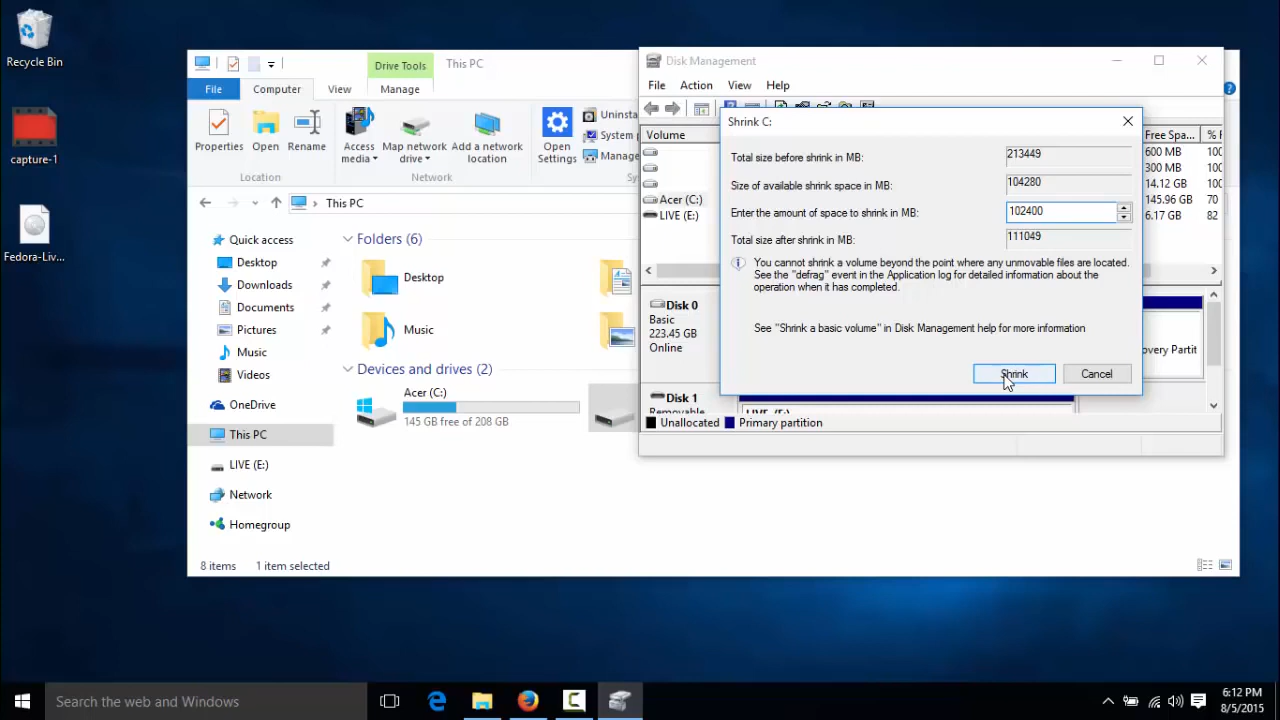 Recycle Bin
capture-1
Fedora-Liv...
Drive Tools
This PC
File
Computer
View
Manage
Properties
Open
Rename
Access media
Map network drive
Add a network location
Open Settings
Uninsta
System
Manage
Location
Network
This PC
Quick access
Desktop
Downloads
Documents
Pictures
Music
Videos
OneDrive
This PC
LIVE (E:)
Network
Homegroup
Folders (6)
Desktop
Music
Devices and drives (2)
Acer (C:)
145 GB free of 208 GB
8 items
1 item selected
Disk Management
File Action View Help
Volume
Free Spa...
%
600 MB
300 MB
14.12 GB
Acer (C:)
145.96 GB
LIVE (E:)
6.17 GB
82
Disk 0
Basic
223.45 GB
Online
overy Partit
Disk 1
Unallocated
Primary partition
Shrink C:
Total size before shrink in MB:
213449
Size of available shrink space in MB:
104280
Enter the amount of space to shrink in MB:
102400
Total size after shrink in MB:
111049
You cannot shrink a volume beyond the point where any unmovable files are located.
See the "defrag" event in the Application log for detailed information about the
operation when it has completed.
See "Shrink a basic volume" in Disk Management help for more information
Shrink
Cancel
Search the web and Windows
6:12 PM
8/5/2015